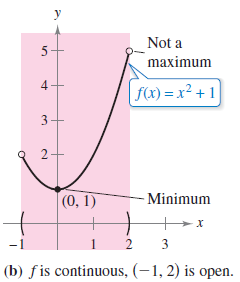 y
5
Not a
maximum
4
f(x) = x² + 1
3
2
(0, 1)
Minimum
x
−1 1 2 3
(b) f is continuous, (−1, 2) is open.